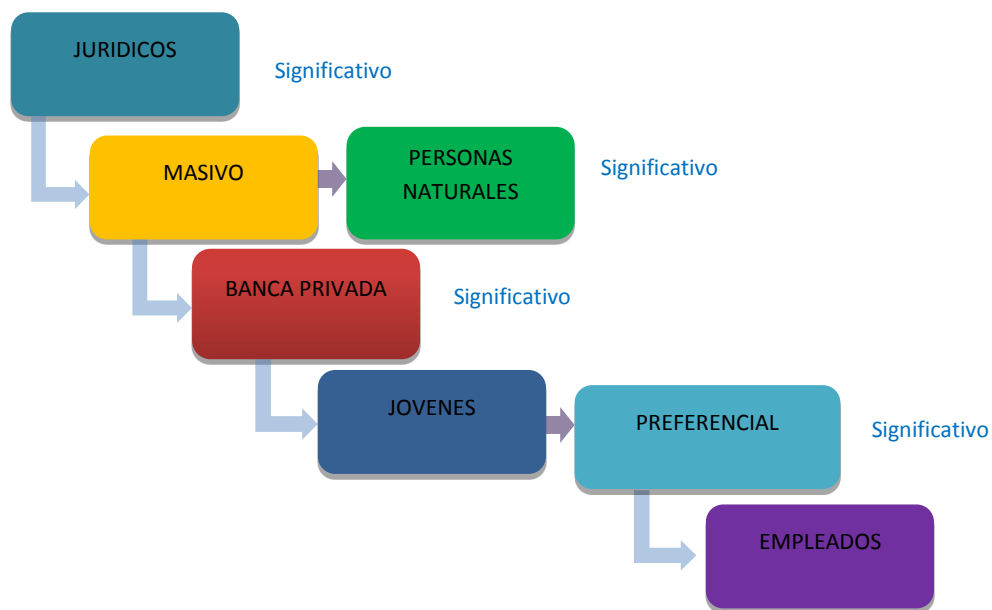 JURIDICOS
Significativo
MASIVO
PERSONAS
NATURALES
Significativo
BANCA PRIVADA
Significativo
JOVENES
PREFERENCIAL
Significativo
EMPLEADOS